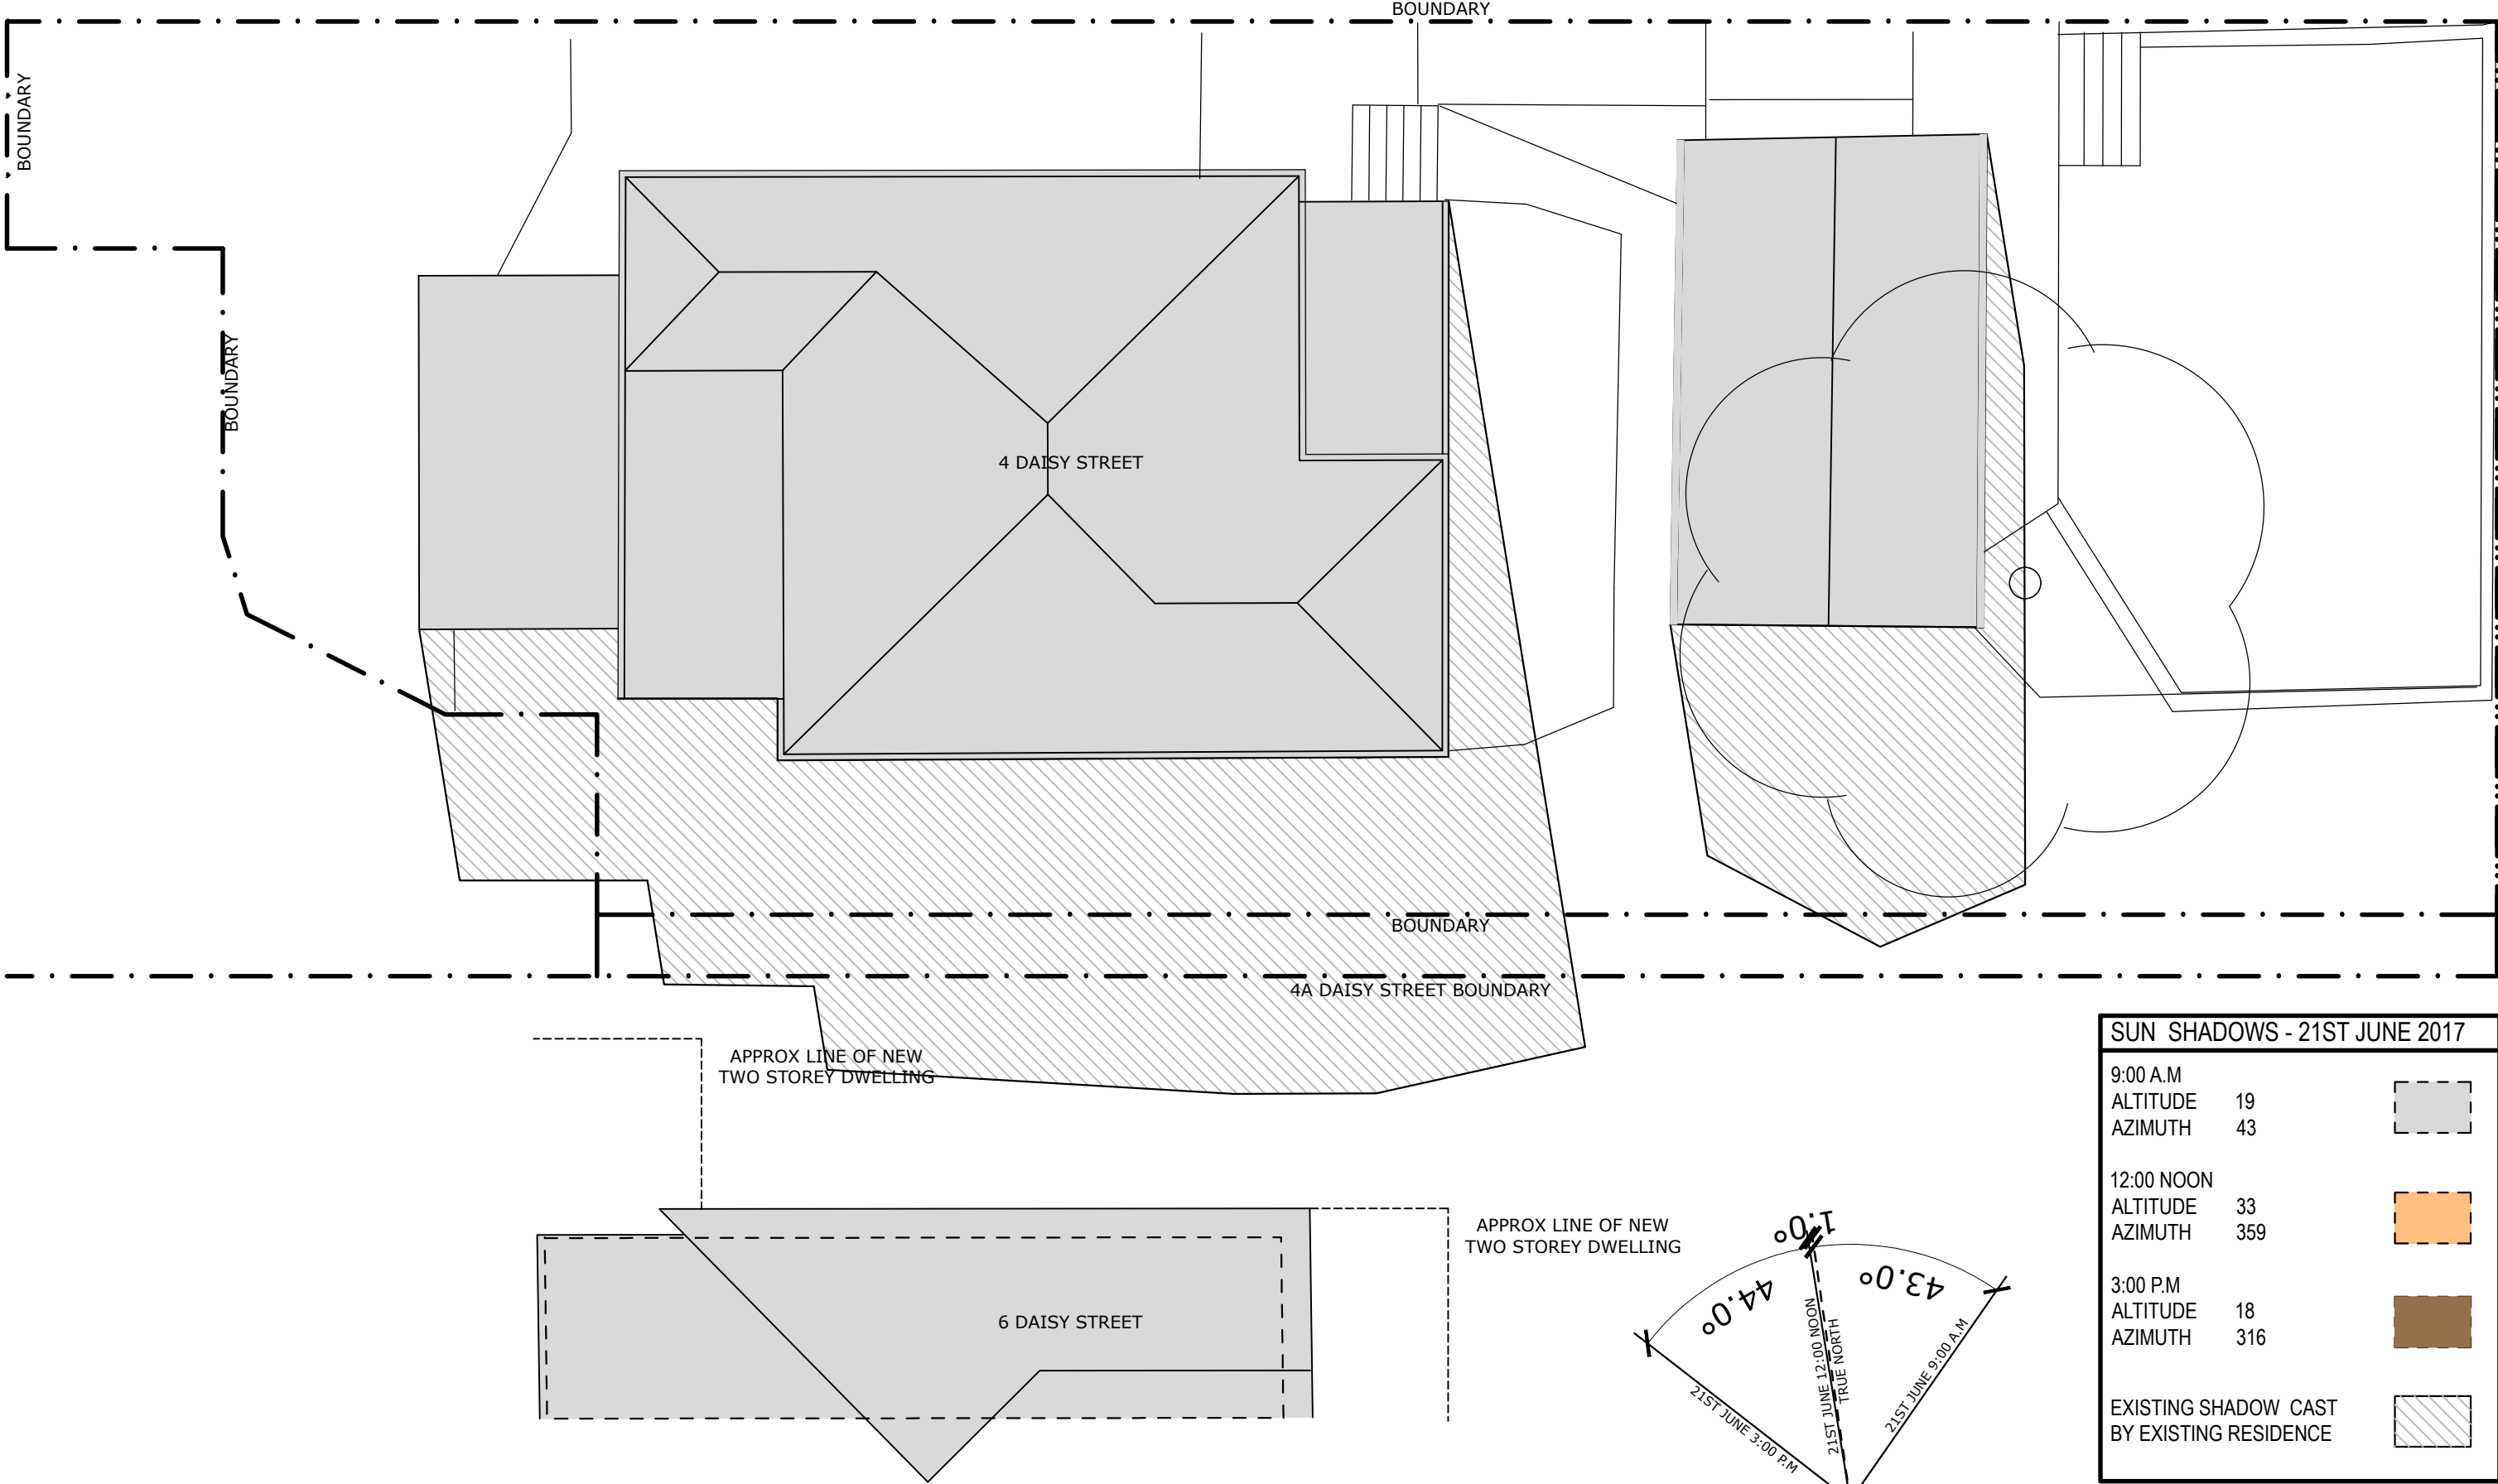 BOUNDARY
BOUNDARY
BOUNDARY
4 DAISY STREET
BOUNDARY
4A DAISY STREET BOUNDARY
APPROX LINE OF NEW
TWO STOREY DWELLING
APPROX LINE OF NEW
TWO STOREY DWELLING
6 DAISY STREET
1.0°
44.0°
43.0°
21ST JUNE 3:00 P.M
21ST JUNE 12:00 NOON
TRUE NORTH
21ST JUNE 9:00 A.M
SUN SHADOWS - 21ST JUNE 2017
9:00 A.M
ALTITUDE 19
AZIMUTH 43
12:00 NOON
ALTITUDE 33
AZIMUTH 359
3:00 P.M
ALTITUDE 18
AZIMUTH 316
EXISTING SHADOW CAST
BY EXISTING RESIDENCE